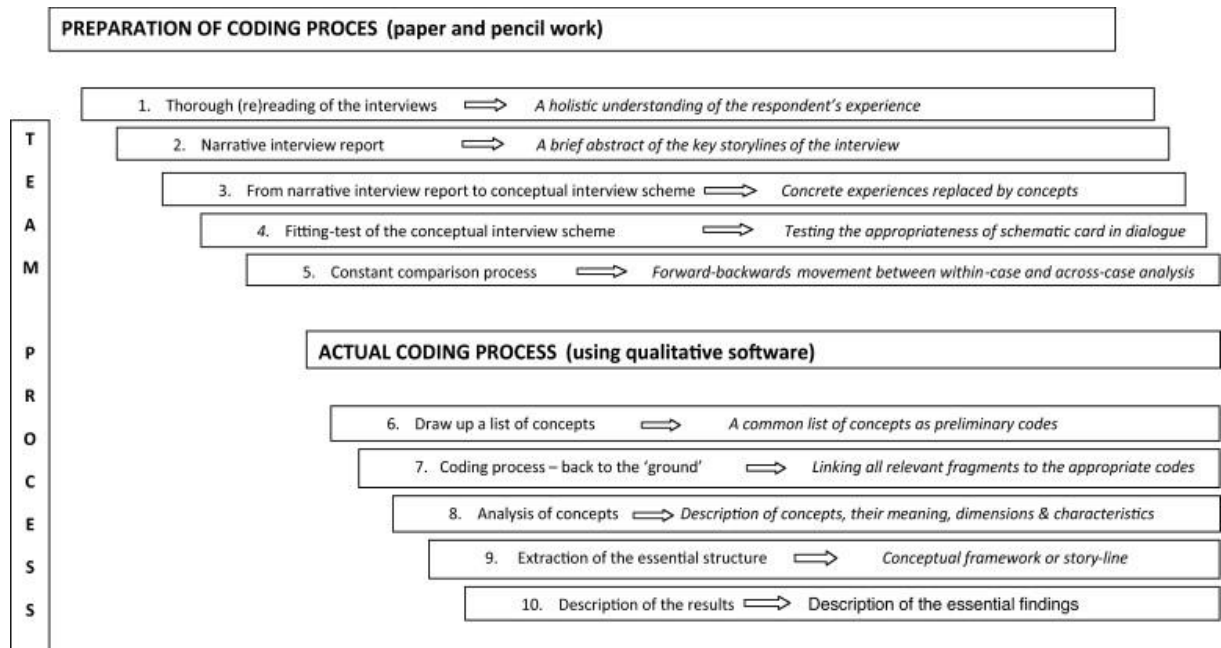 PREPARATION OF CODING PROCES (paper and pencil work)
1. Thorough (re)reading of the interviews A holistic understanding of the respondent's experience
2. Narrative interview report A brief abstract of the key storylines of the interview
3. From narrative interview report to conceptual interview scheme Concrete experiences replaced by concepts
4. Fitting-test of the conceptual interview scheme Testing the appropriateness of schematic card in dialogue
5. Constant comparison process Forward-backwards movement between within-case and across-case analysis
ACTUAL CODING PROCESS (using qualitative software)
6. Draw up a list of concepts A common list of concepts as preliminary codes
7. Coding process – back to the ‘ground’ Linking all relevant fragments to the appropriate codes
8. Analysis of concepts Description of concepts, their meaning, dimensions & characteristics
9. Extraction of the essential structure Conceptual framework or story-line
10. Description of the results Description of the essential findings
T
E
A
M
P
R
O
C
E
S
S